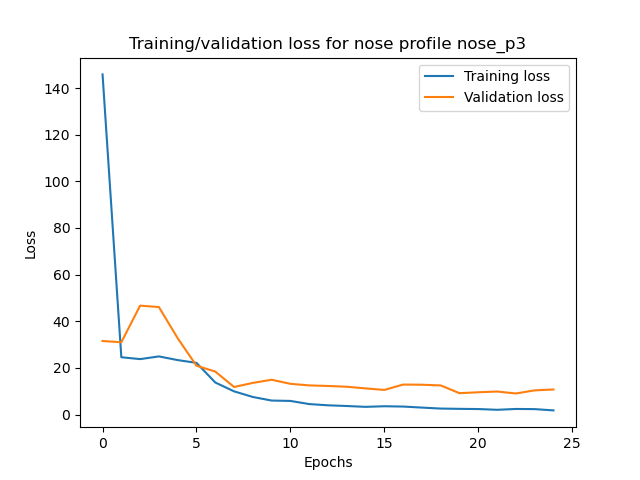 Training/validation loss for nose profile nose_p3
Training loss
Validation loss
Loss
140
120
100
80
60
40
20
0
0 5 10 15 20 25
Epochs